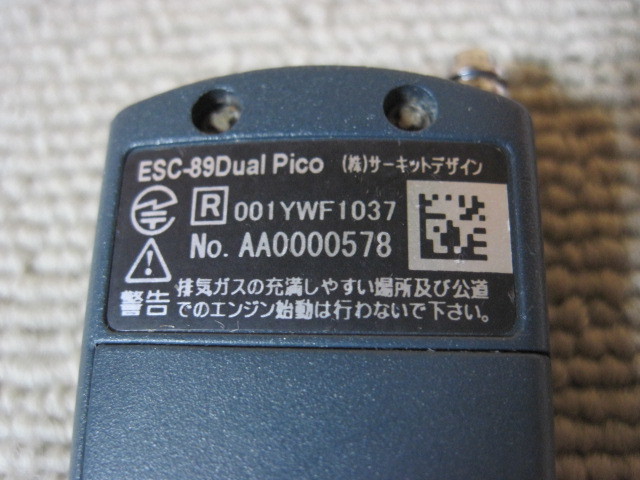 ESC-89Dual Pico (株)サーキットデザイン
R 001YWF1037
No. AA0000578
警告 排気ガスの充満しやすい場所及び公道
でのエンジン始動は行わないで下さい。